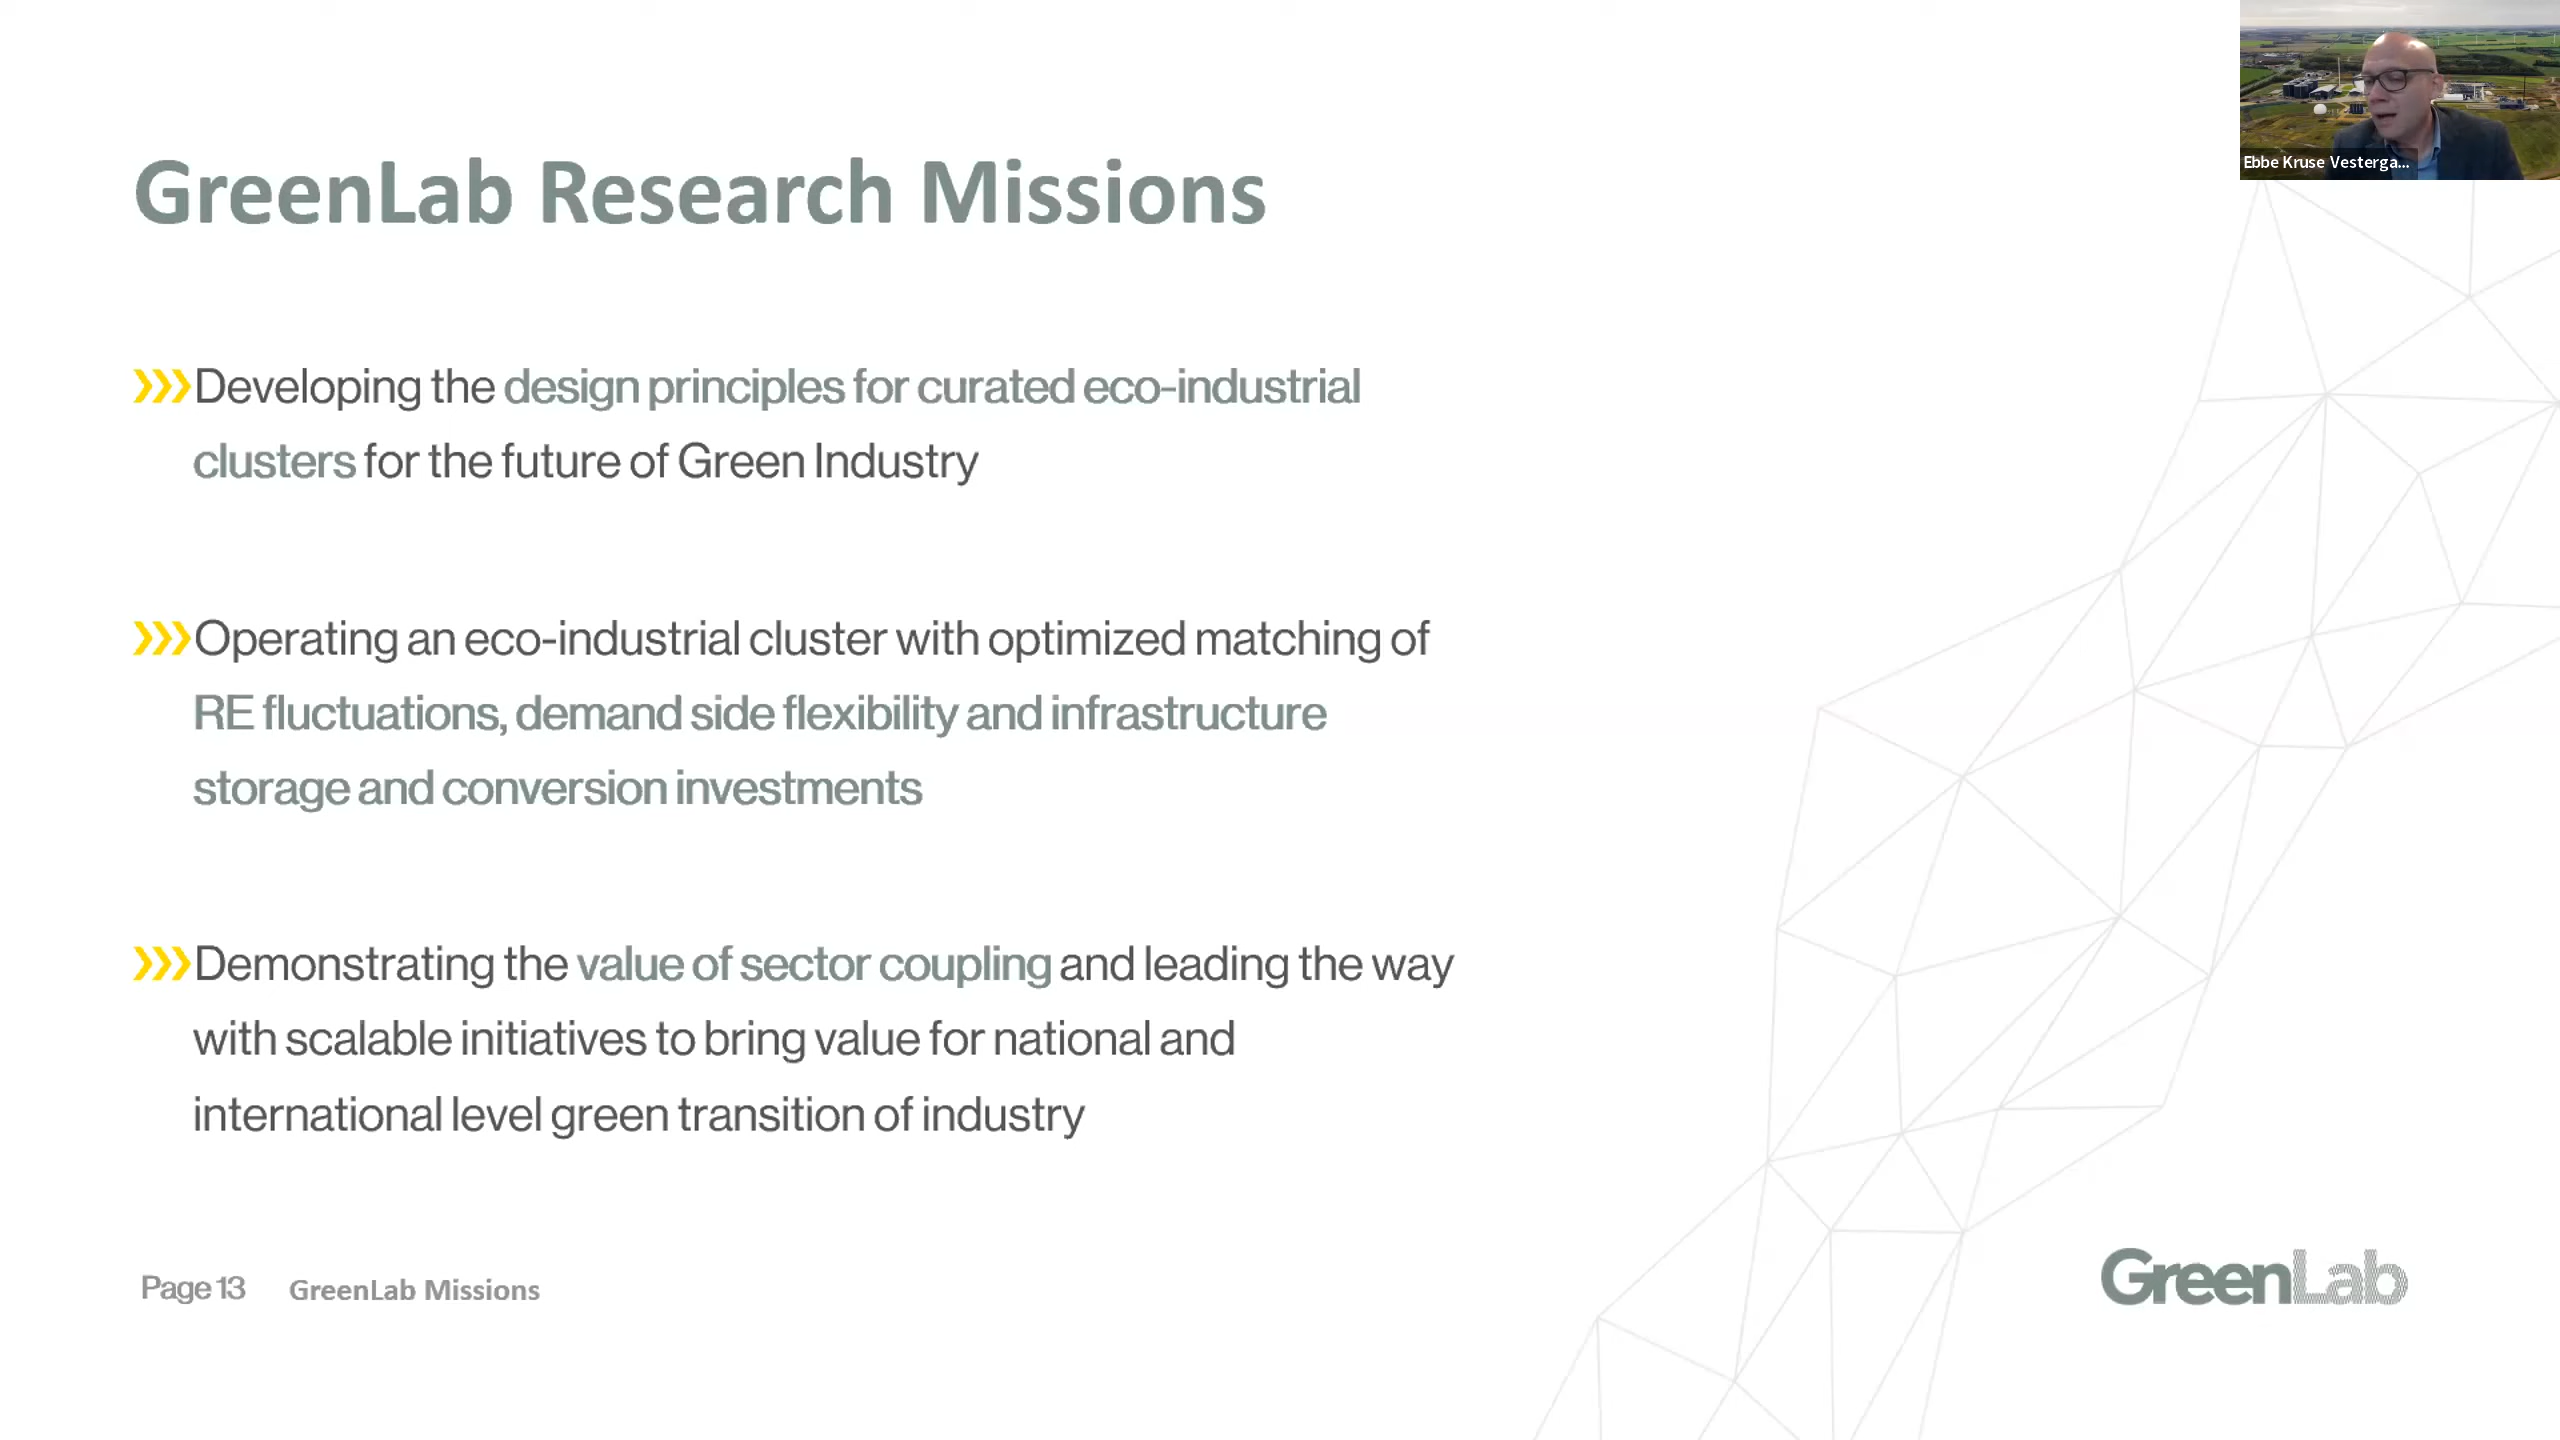 Ebbe Kruse Vesterga...
GreenLab Research Missions
Developing the design principles for curated eco-industrial
clusters for the future of Green Industry
Operating an eco-industrial cluster with optimized matching of
RE fluctuations, demand side flexibility and infrastructure
storage and conversion investments
Demonstrating the value of sector coupling and leading the way
with scalable initiatives to bring value for national and
international level green transition of industry
Page 13 GreenLab Missions
GreenLab